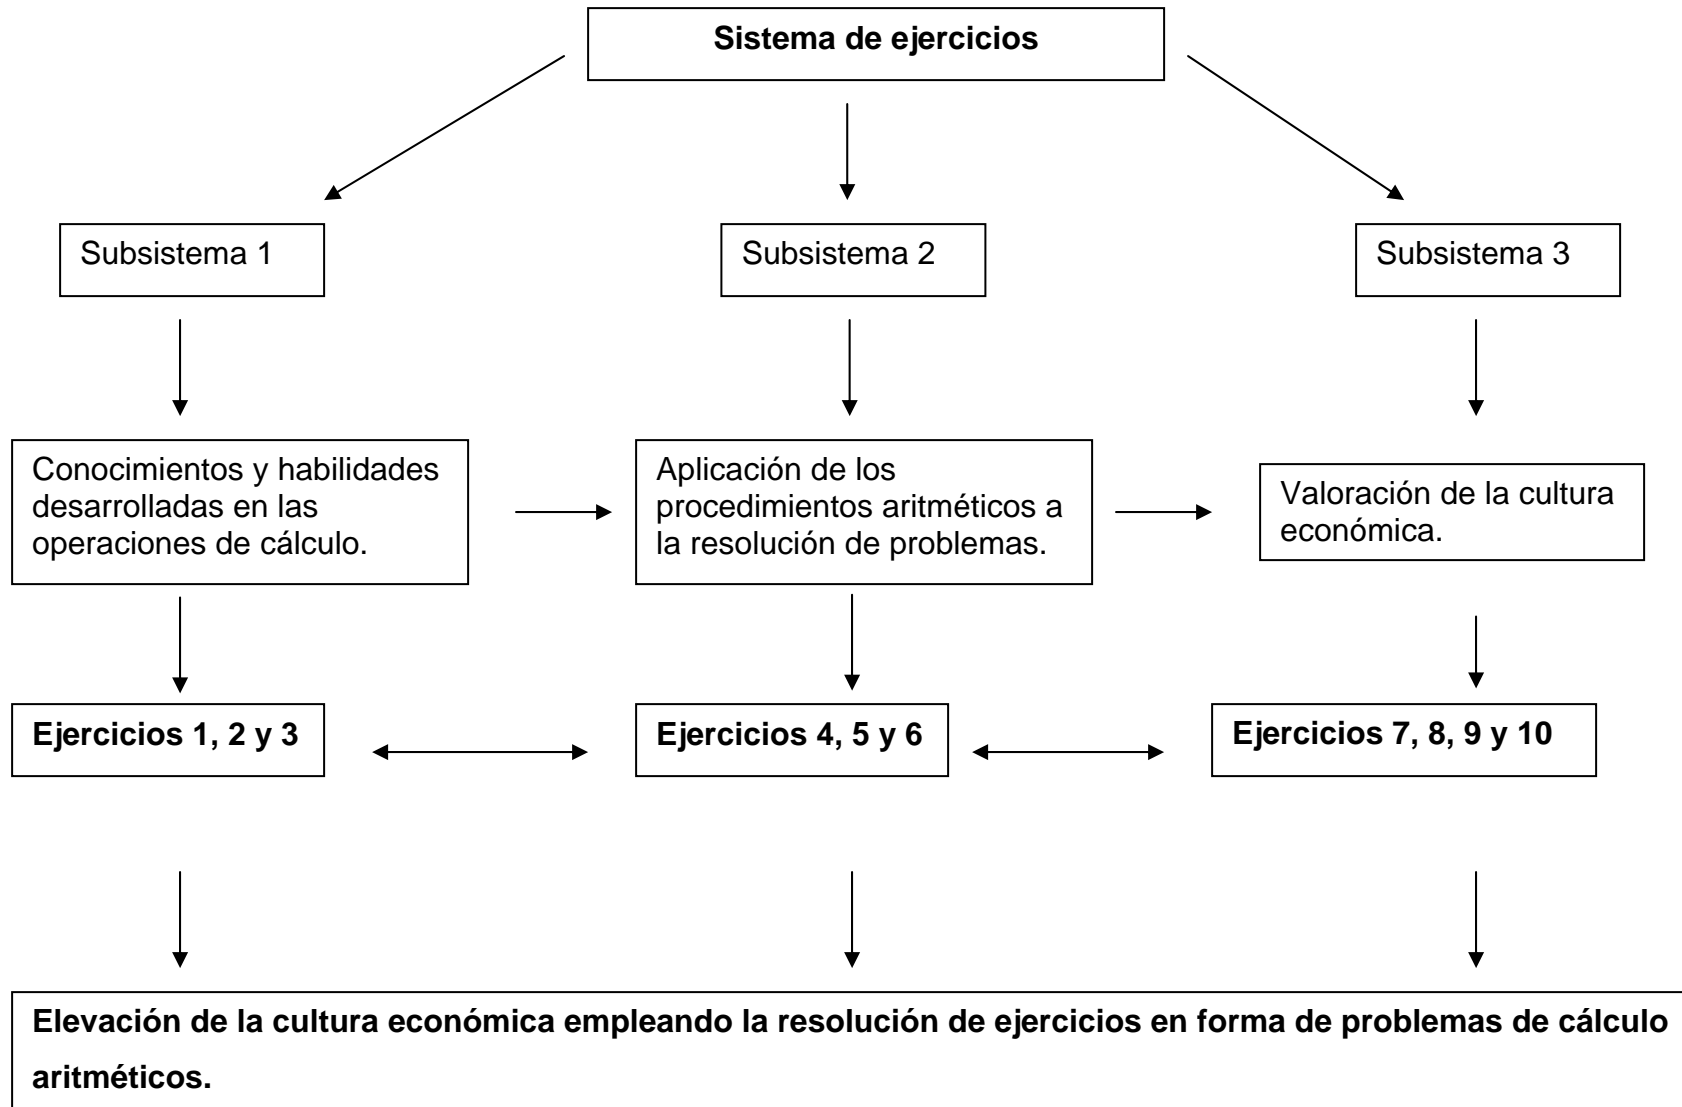 Sistema de ejercicios
Subsistema 1
Subsistema 2
Subsistema 3
Conocimientos y habilidades
desarrolladas en las
operaciones de cálculo.
Aplicación de los
procedimientos aritméticos a
la resolución de problemas.
Valoración de la cultura
económica.
Ejercicios 1, 2 y 3
Ejercicios 4, 5 y 6
Ejercicios 7, 8, 9 y 10
Elevación de la cultura económica empleando la resolución de ejercicios en forma de problemas de cálculo
aritméticos.